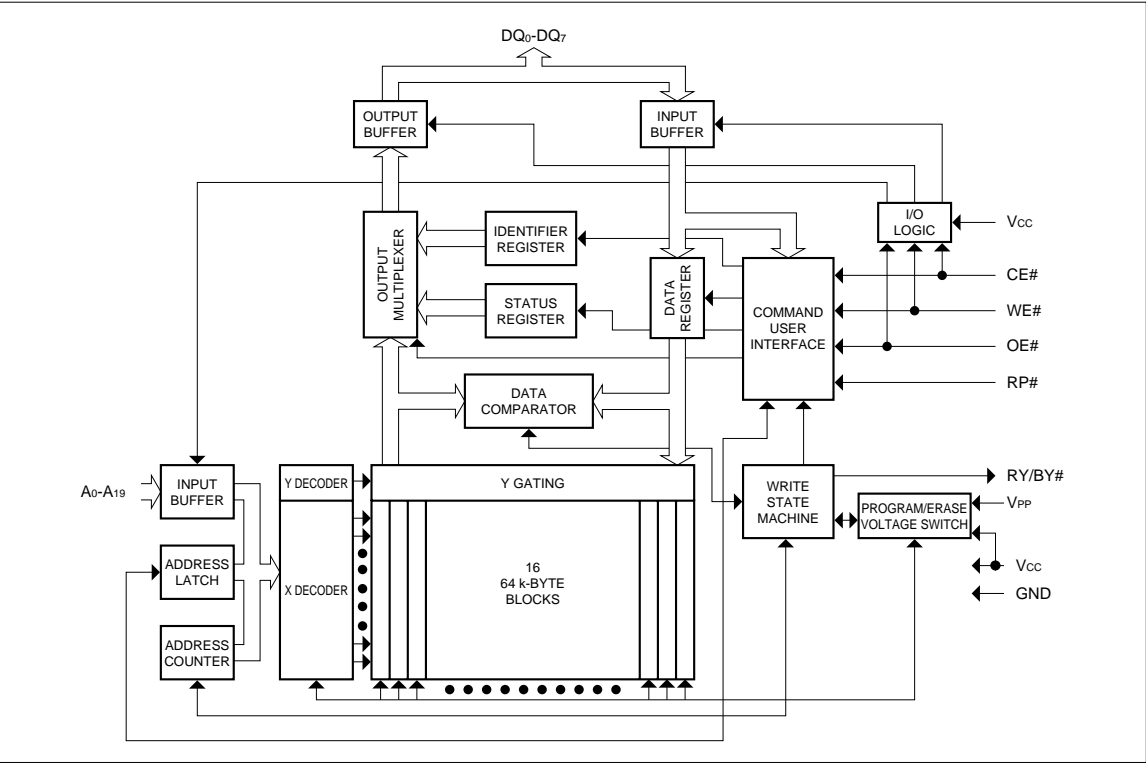 DQ0-DQ7
OUTPUT
BUFFER
INPUT
BUFFER
I/O
LOGIC
VCC
IDENTIFIER
REGISTER
OUTPUT
MULTIPLEXER
STATUS
REGISTER
DATA
REGISTER
COMMAND
USER
INTERFACE
CE#
WE#
OE#
RP#
DATA
COMPARATOR
A0-A19
INPUT
BUFFER
Y DECODER
Y GATING
WRITE
STATE
MACHINE
RY/BY#
PROGRAM/ERASE
VOLTAGE SWITCH
VPP
VCC
GND
ADDRESS
LATCH
X DECODER
16
64 k-BYTE
BLOCKS
ADDRESS
COUNTER